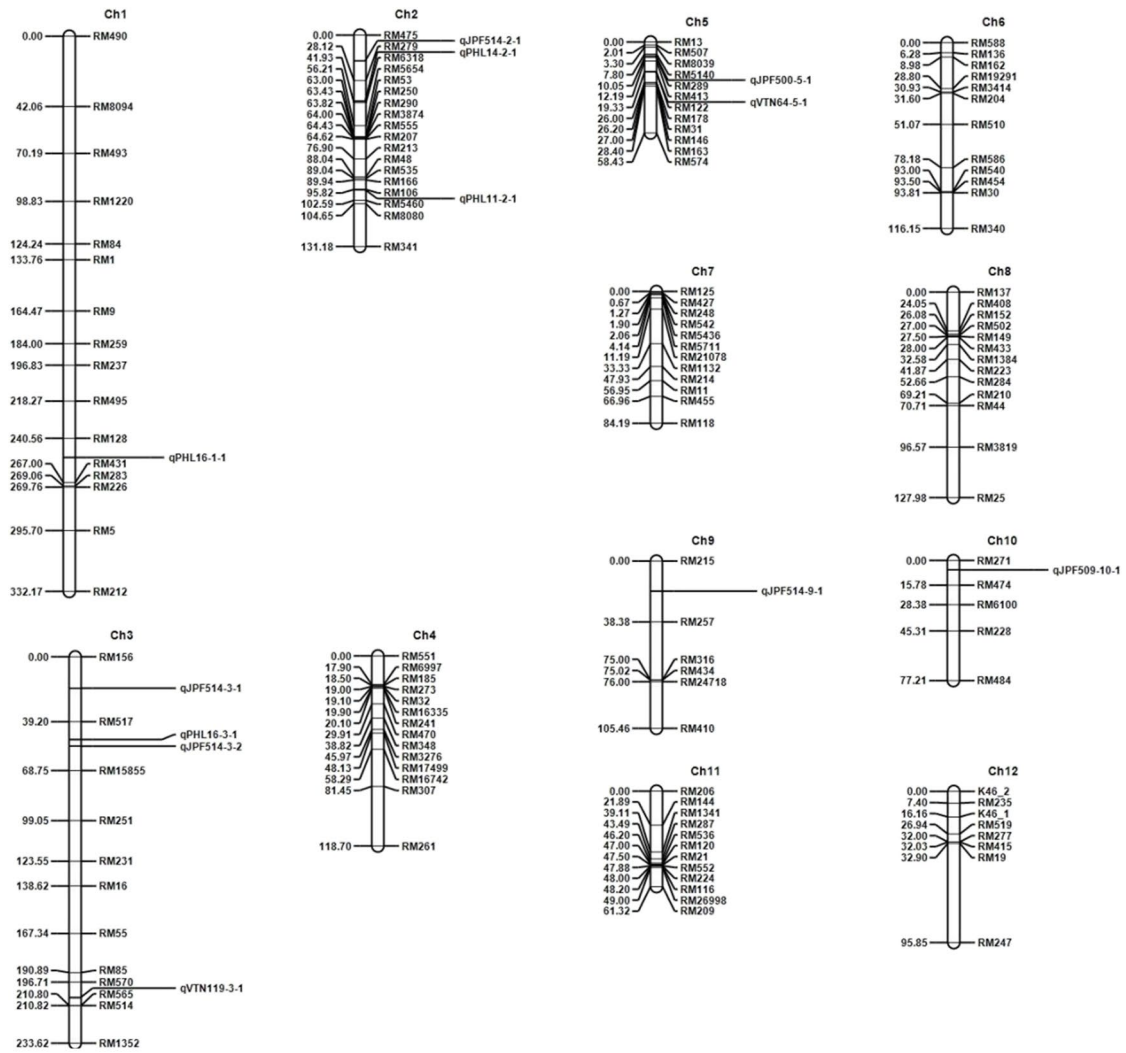 Ch1
0.00 RM490
42.06 RM8094
70.19 RM493
98.83 RM1220
124.24 RM84
133.76 RM1
164.47 RM9
184.00 RM259
196.83 RM237
218.27 RM495
240.56 RM128
qPHL16-1-1
267.00 RM431
269.06 RM283
269.76 RM226
295.70 RM5
332.17 RM212
Ch2
0.00 RM475
qJPF514-2-1
28.12 RM279
qPHL14-2-1
41.93 RM6318
56.21 RM5654
63.00 RM53
63.43 RM250
63.82 RM290
64.00 RM3874
64.43 RM555
64.62 RM207
76.90 RM213
88.04 RM48
89.04 RM535
89.94 RM166
95.82 RM106
qPHL11-2-1
102.59 RM5460
104.65 RM8080
131.18 RM341
Ch5
0.00 RM13
2.01 RM507
3.30 RM8039
7.80 RM5140
qJPF500-5-1
10.05 RM289
12.19 RM413
qVTN64-5-1
19.33 RM122
26.00 RM178
26.20 RM31
27.00 RM146
28.40 RM163
58.43 RM574
Ch6
0.00 RM588
6.28 RM136
8.98 RM162
28.80 RM19291
30.93 RM3414
31.60 RM204
51.07 RM510
78.18 RM586
93.00 RM540
93.50 RM454
93.81 RM30
116.15 RM340
Ch7
0.00 RM125
0.67 RM427
1.27 RM248
1.90 RM542
2.06 RM5436
4.14 RM5711
11.19 RM21078
33.33 RM1132
47.93 RM214
56.95 RM11
66.96 RM455
84.19 RM118
Ch8
0.00 RM137
24.05 RM408
26.08 RM152
27.00 RM502
27.50 RM149
28.00 RM433
32.58 RM1384
41.87 RM223
52.66 RM284
69.21 RM210
70.71 RM44
96.57 RM3819
127.98 RM25
Ch9
0.00 RM215
qJPF514-9-1
38.38 RM257
75.00 RM316
75.02 RM434
76.00 RM24718
105.46 RM410
Ch10
0.00 RM271
qJPF509-10-1
15.78 RM474
28.38 RM6100
45.31 RM228
77.21 RM484
Ch3
0.00 RM156
qJPF514-3-1
39.20 RM517
qPHL16-3-1
qJPF514-3-2
68.75 RM15855
99.05 RM251
123.55 RM231
138.62 RM16
167.34 RM55
190.89 RM85
196.71 RM570
qVTN119-3-1
210.80 RM565
210.82 RM514
233.62 RM1352
Ch4
0.00 RM551
17.90 RM6997
18.50 RM185
19.00 RM273
19.10 RM32
19.90 RM16335
20.10 RM241
29.91 RM470
38.82 RM348
45.97 RM3276
48.13 RM17499
58.29 RM16742
81.45 RM307
118.70 RM261
Ch11
0.00 RM206
21.89 RM144
39.11 RM1341
43.49 RM287
46.20 RM536
47.00 RM120
47.50 RM21
47.88 RM552
48.00 RM224
48.20 RM116
49.00 RM26998
61.32 RM209
Ch12
0.00 K46_2
7.40 RM235
16.16 K46_1
26.94 RM519
32.00 RM277
32.03 RM415
32.90 RM19
95.85 RM247